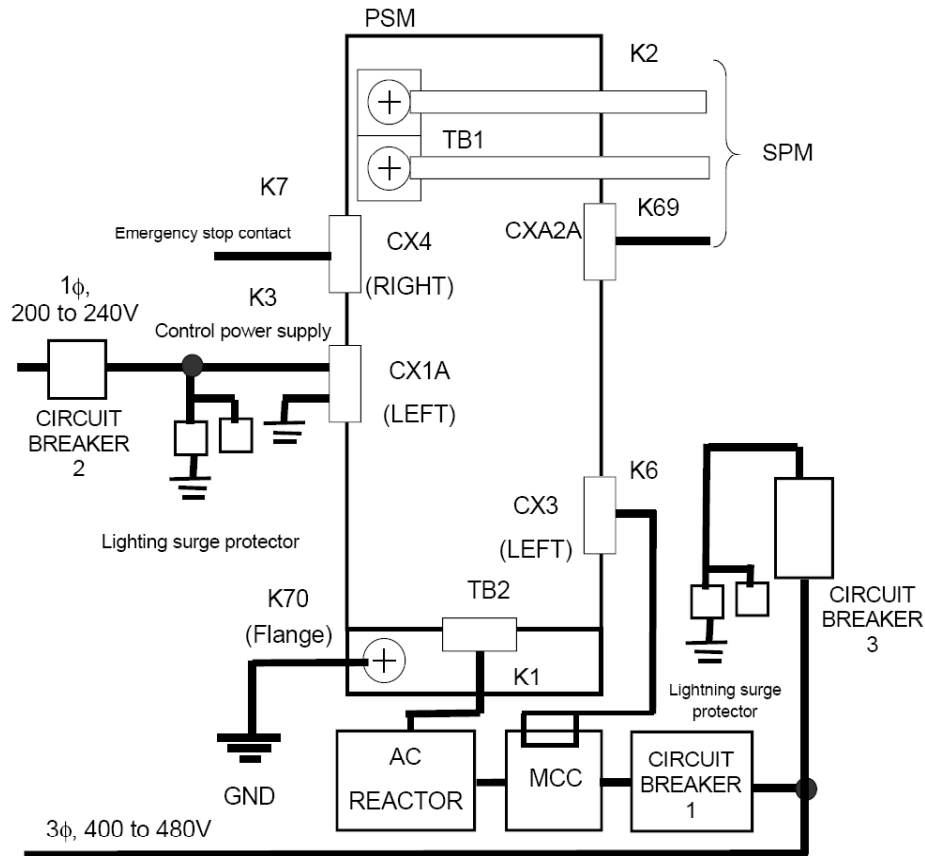 PSM
K2
TB1
SPM
K7
K69
Emergency stop contact
CX4
(RIGHT)
CXA2A
1ϕ,
200 to 240V
K3
Control power supply
CX1A
(LEFT)
CIRCUIT
BREAKER
2
Lighting surge protector
K6
CX3
(LEFT)
CIRCUIT
BREAKER
3
K70
(Flange)
TB2
K1
Lightning surge
protector
GND
AC
REACTOR
MCC
CIRCUIT
BREAKER
1
3ϕ, 400 to 480V